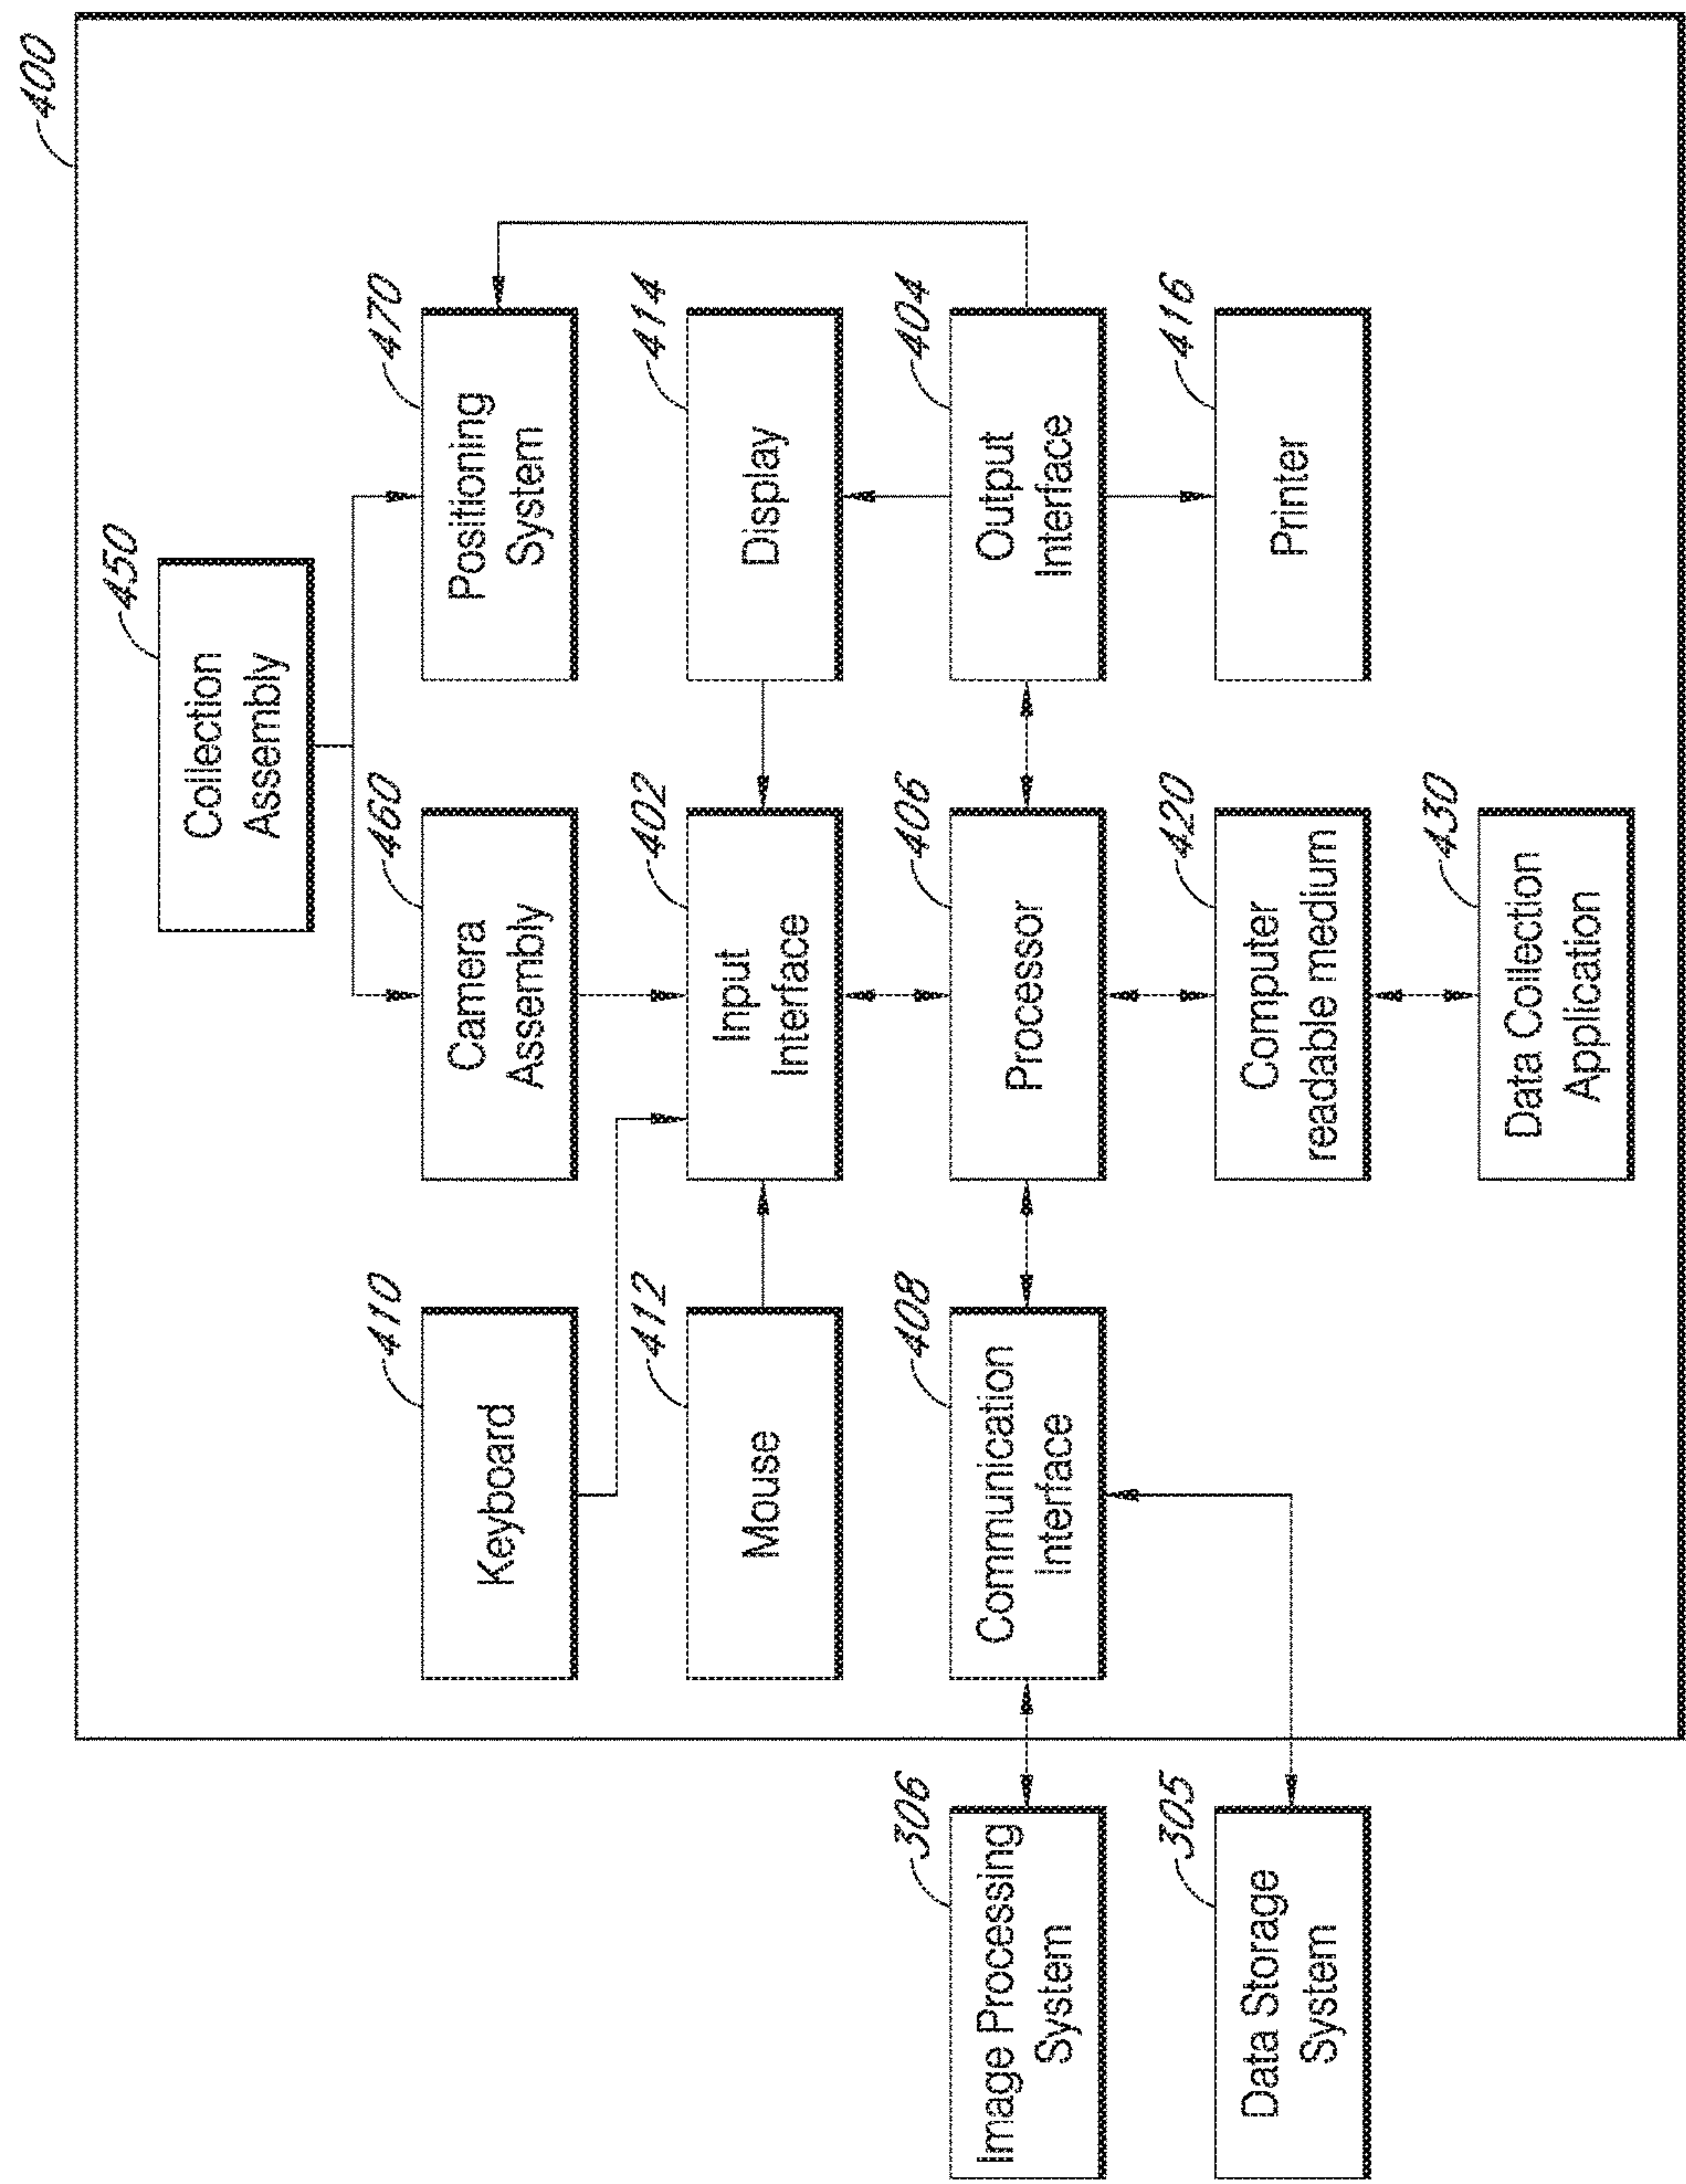 400
450
Collection
Assembly
410
Keyboard
460
Camera
Assembly
470
Positioning
System
412
Mouse
402
Input
Interface
414
Display
306
Image Processing
System
408
Communication
Interface
406
Processor
404
Output
Interface
305
Data Storage
System
420
Computer
readable medium
416
Printer
430
Data Collection
Application